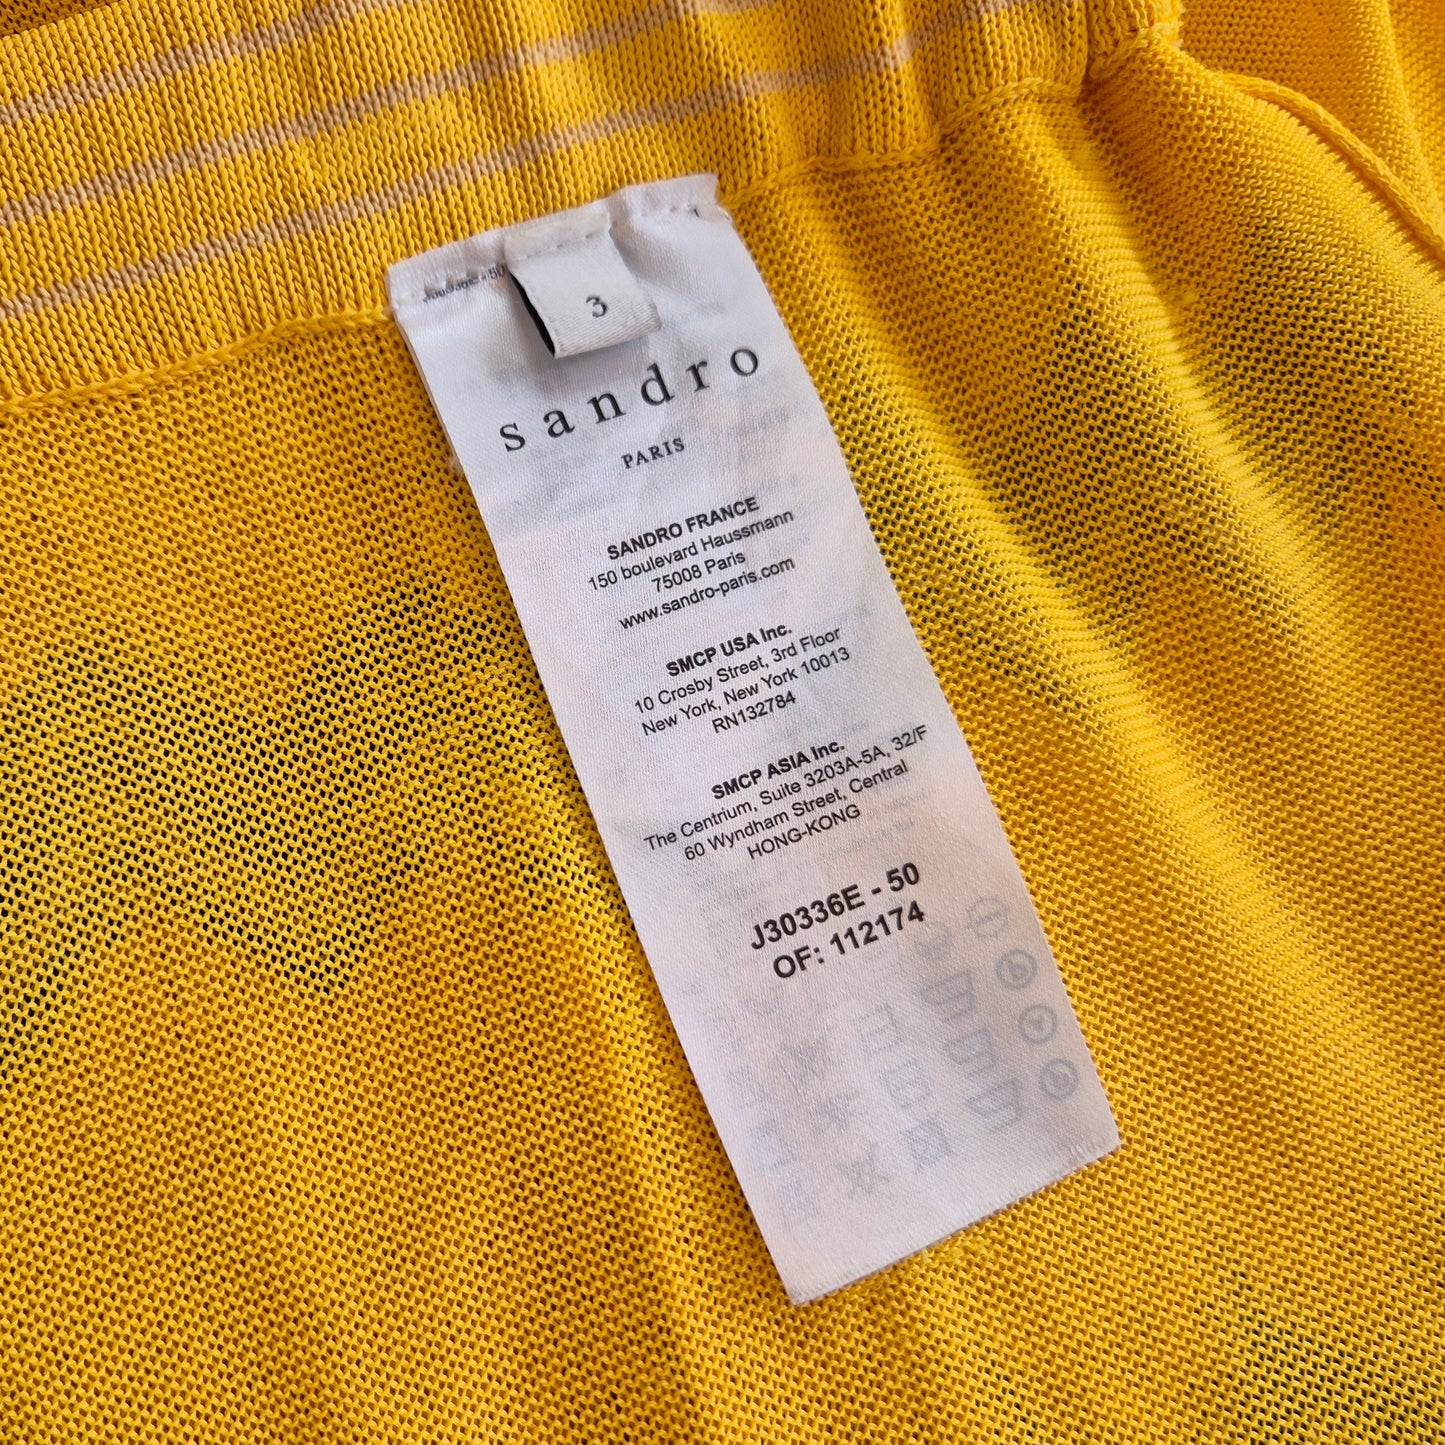 3
sandro
PARIS
SANDRO FRANCE
150 boulevard Haussmann
75008 Paris
www.sandro-paris.com
SMCP USA Inc.
10 Crosby Street, 3rd Floor
New York, New York 10013
RN132784
SMCP ASIA Inc.
The Centrium, Suite 3203A-5A, 32/F
60 Wyndham Street, Central
HONG-KONG
J30336E - 50
OF: 112174